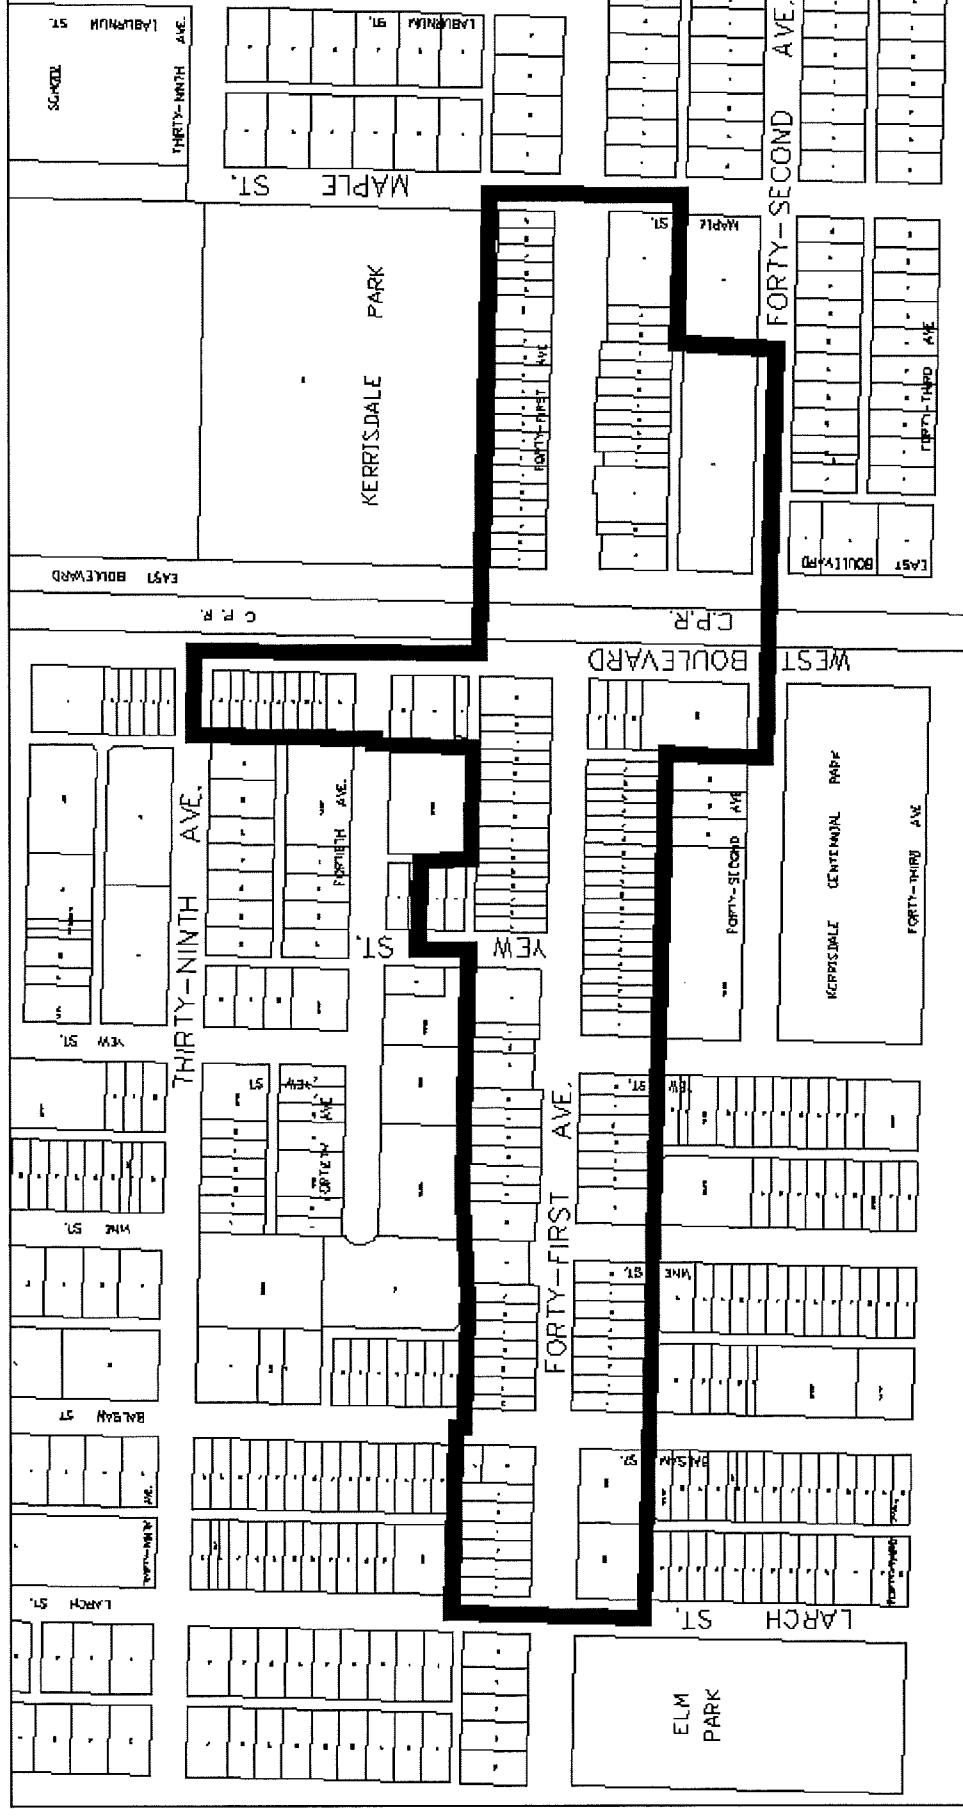 LABURNUM ST.
SCHOOL
THIRTY-NINTH AVE.
LABURNUM ST.
MAPLE ST.
FORTY-SECOND AVE.
KERRISDALE PARK
FORTY-FIRST AVE
MAPLE ST.
FORTY-THIRD AVE
EAST BOULEVARD
EAST BOULEVARD
C. P. R.
C.P.R.
WEST BOULEVARD
THIRTY-NINTH AVE.
FORTIETH AVE.
YEW ST.
FORTY-SECOND AVE
KERRISDALE CENTENNIAL PARK
FORTY-THIRD AVE
YEW ST.
YEW ST
YEW ST.
FORTY-FIRST AVE.
VINE ST.
VINE ST.
BALSAM ST
BALSAM ST.
LARCH ST.
LARCH ST.
ELM PARK